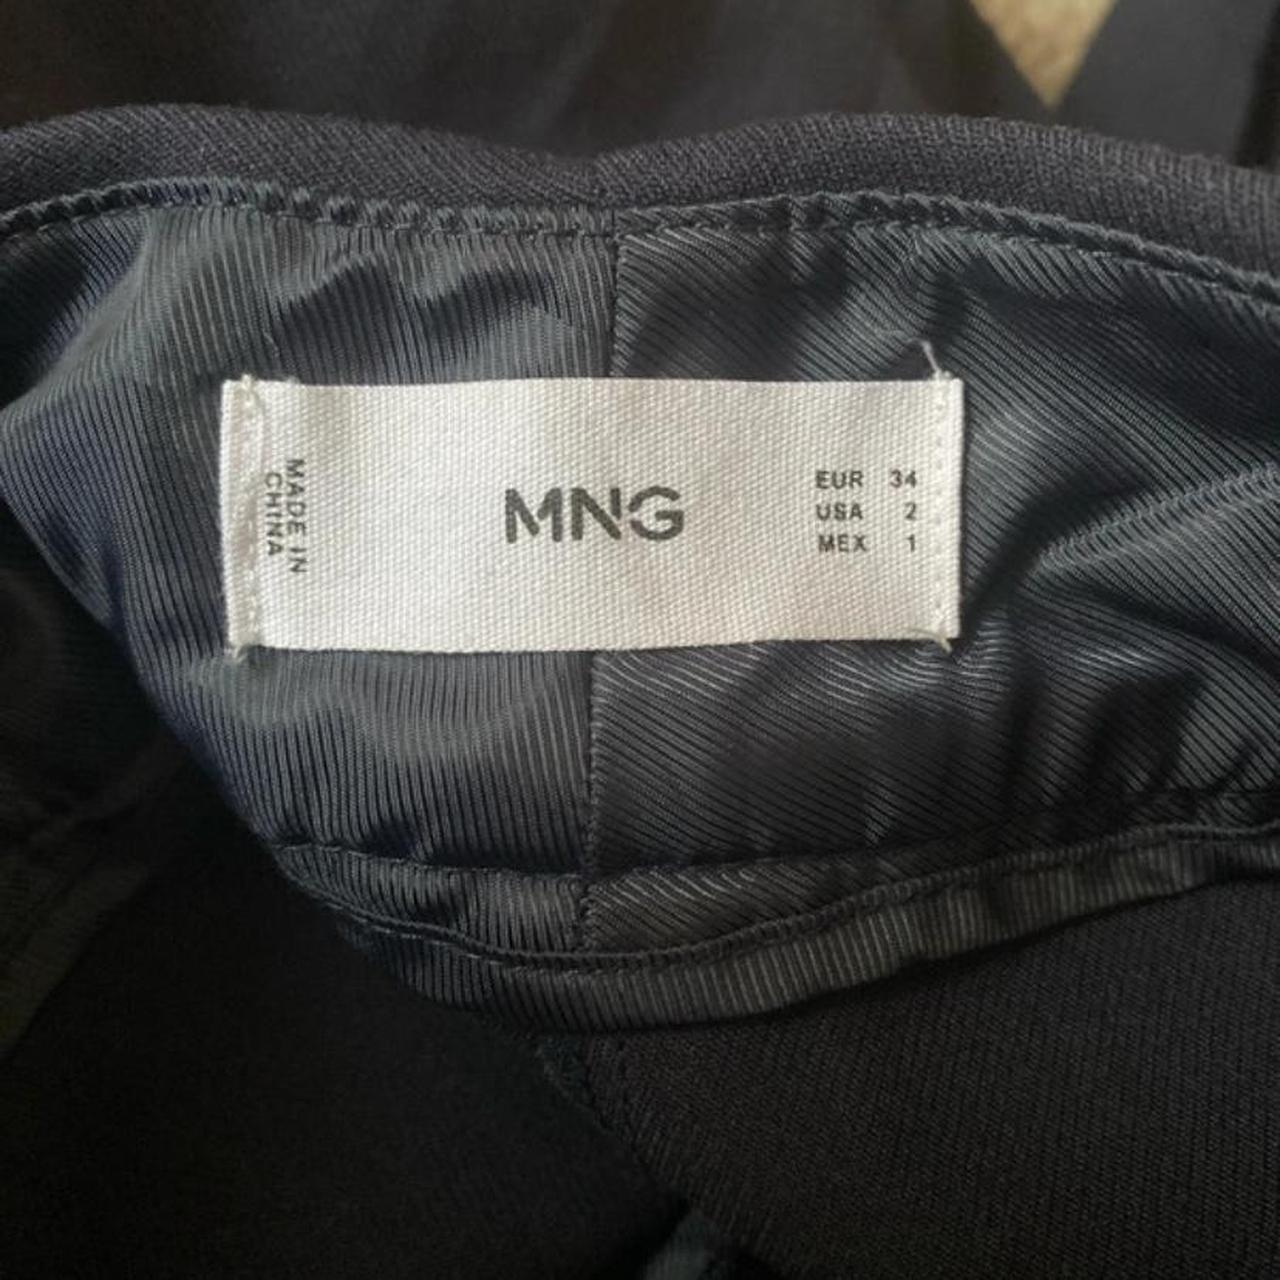 MADE IN
CHINA
MNG
EUR 34
USA 2
MEX 1